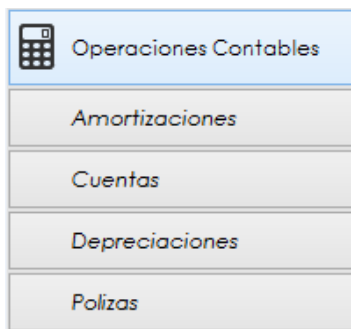 Operaciones Contables
Amortizaciones
Cuentas
Depreciaciones
Polizas